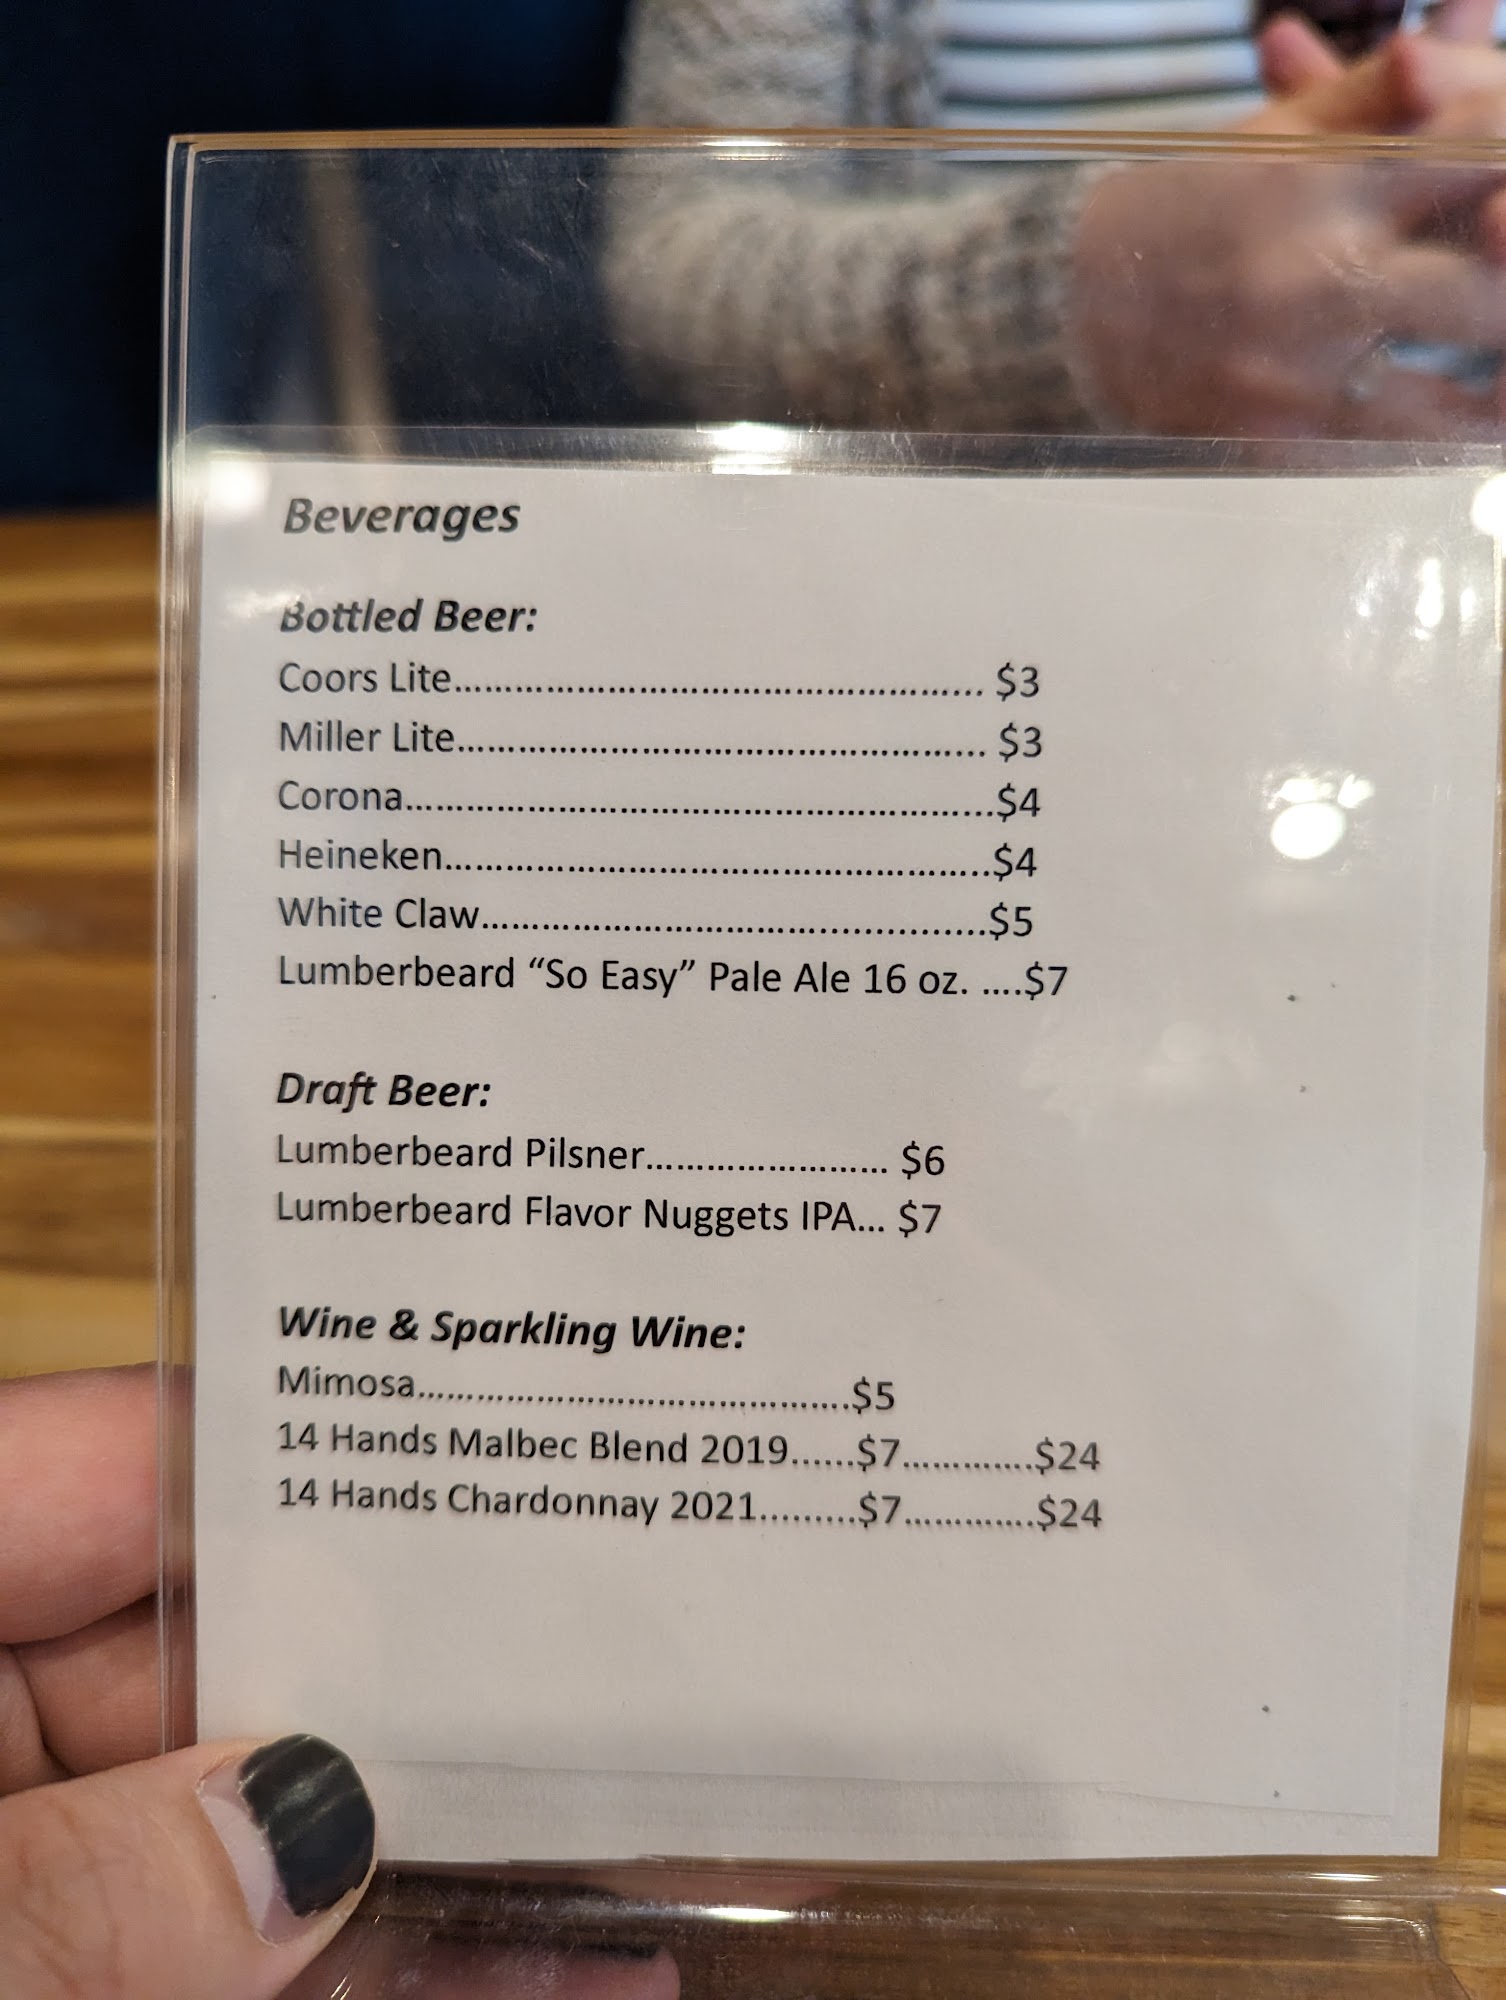 Beverages
Bottled Beer:
Coors Lite................................................................ $3
Miller Lite................................................................ $3
Corona.....................................................................$4
Heineken.................................................................$4
White Claw.............................................................$5
Lumberbeard “So Easy” Pale Ale 16 oz. ....$7
Draft Beer:
Lumberbeard Pilsner............................ $6
Lumberbeard Flavor Nuggets IPA... $7
Wine & Sparkling Wine:
Mimosa..................................................$5
14 Hands Malbec Blend 2019......$7.............$24
14 Hands Chardonnay 2021.........$7.............$24